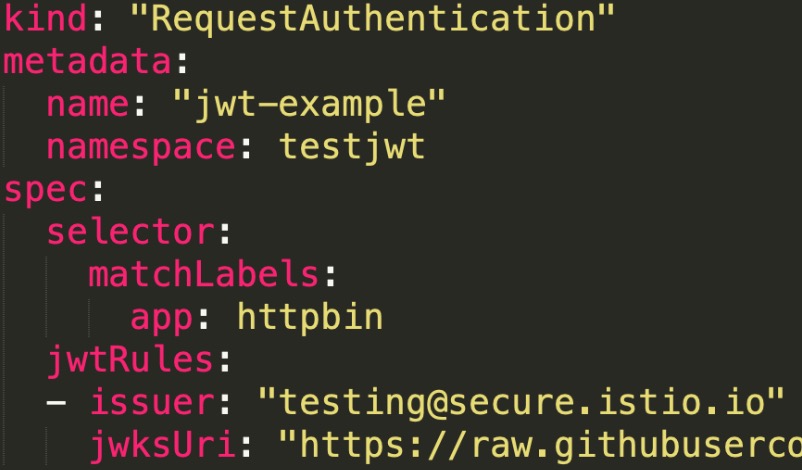 kind: "RequestAuthentication"
metadata:
  name: "jwt-example"
  namespace: testjwt
spec:
  selector:
    matchLabels:
      app: httpbin
  jwtRules:
  - issuer: "testing@secure.istio.io"
    jwksUri: "https://raw.githubuserco